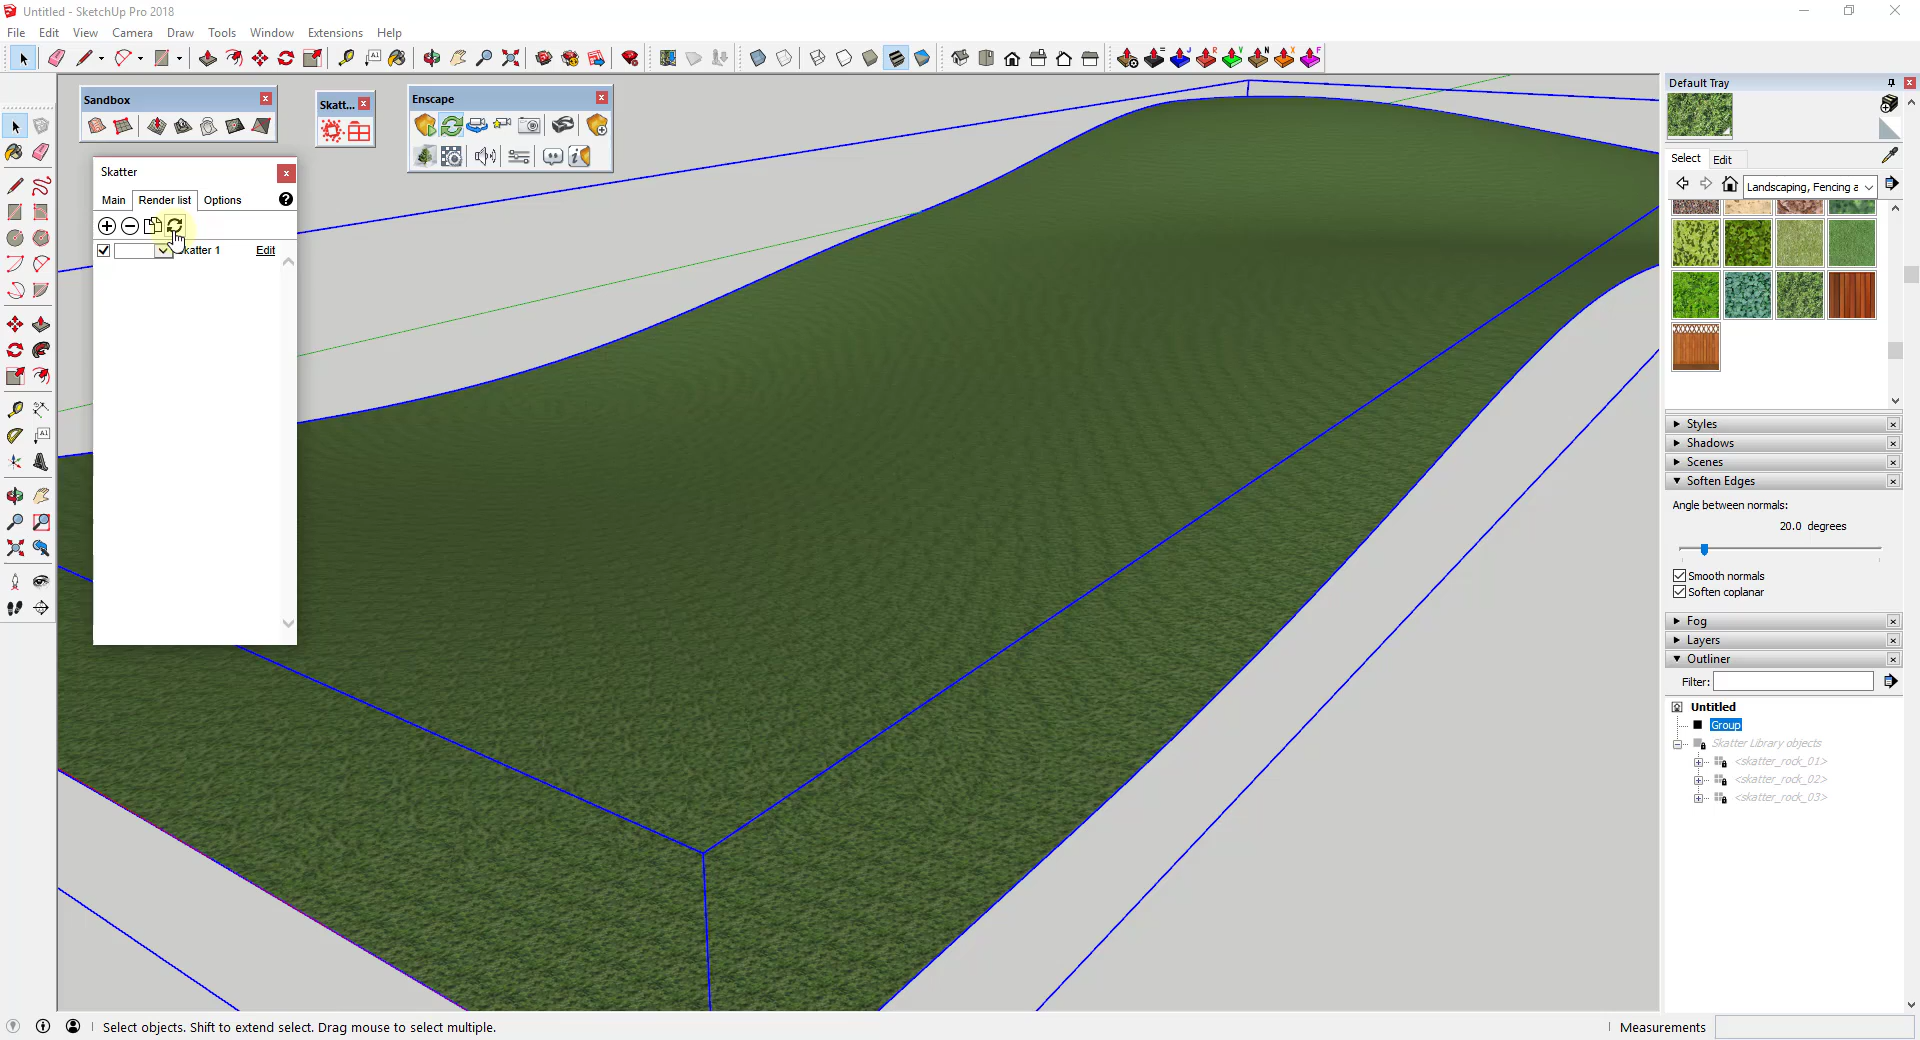 Untitled - SketchUp Pro 2018
File Edit View Camera Draw Tools Window Extensions Help
Sandbox
Skatt...
Enscape
Skatter
Main Render list Options
katter 1 Edit
Default Tray
Select Edit
Landscaping, Fencing a
Styles
Shadows
Scenes
Soften Edges
Angle between normals:
20.0 degrees
Smooth normals
Soften coplanar
Fog
Layers
Outliner
Filter:
Untitled
Group
Skatter Library objects
<skatter_rock_01>
<skatter_rock_02>
<skatter_rock_03>
Select objects. Shift to extend select. Drag mouse to select multiple.
Measurements